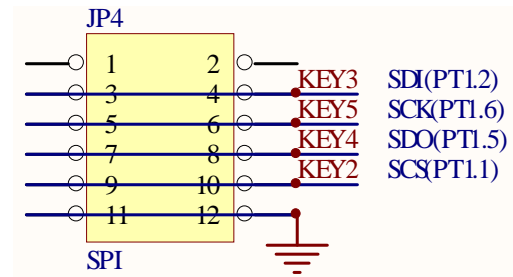 JP4
1 2
3 4 KEY3 SDI(PT1.2)
5 6 KEY5 SCK(PT1.6)
7 8 KEY4 SDO(PT1.5)
9 10 KEY2 SCS(PT1.1)
11 12
SPI